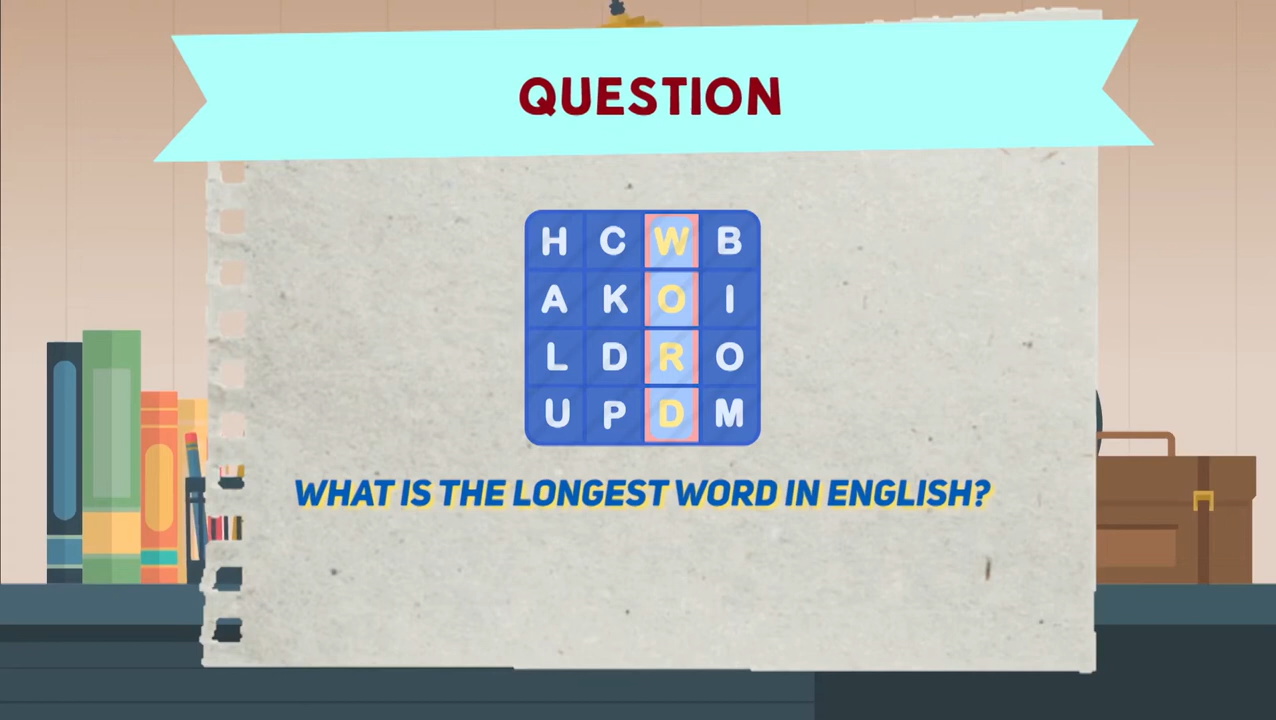 QUESTION
H C W B
A K O I
L D R O
U P D M
WHAT IS THE LONGEST WORD IN ENGLISH?